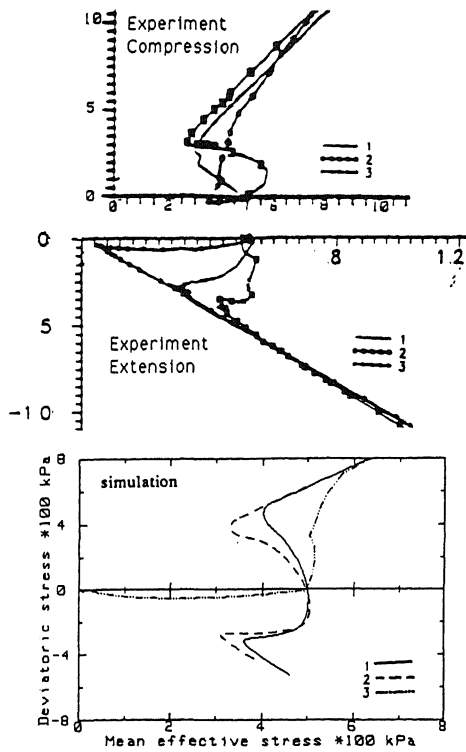 10
Experiment
Compression
5
1
2
3
0
0 2 4 6 8 10
0
.8
1.2
5
Experiment
Extension
1
2
3
-10
8
simulation
4
0
-4
-8
1
2
3
0 2 4 6 8
Deviatoric stress *100 kPa
Mean effective stress *100 kPa